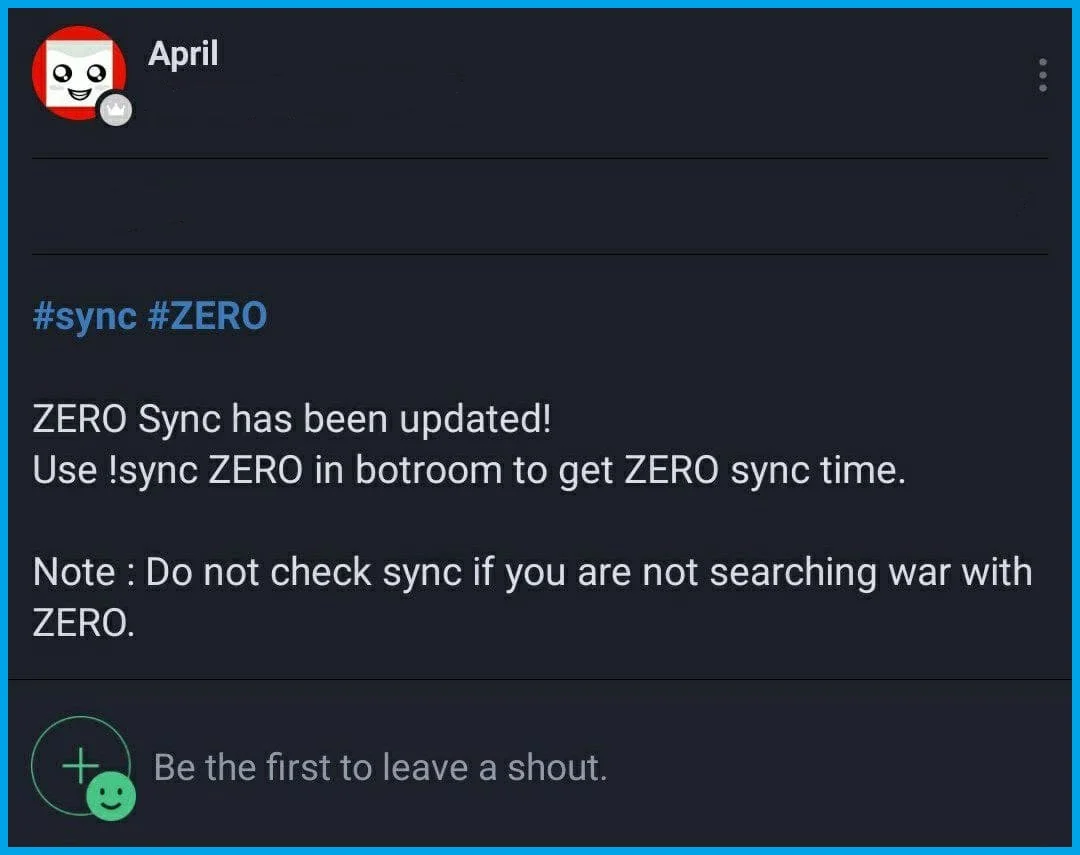 April
#sync #ZERO
ZERO Sync has been updated!
Use !sync ZERO in botroom to get ZERO sync time.
Note : Do not check sync if you are not searching war with
ZERO.
Be the first to leave a shout.